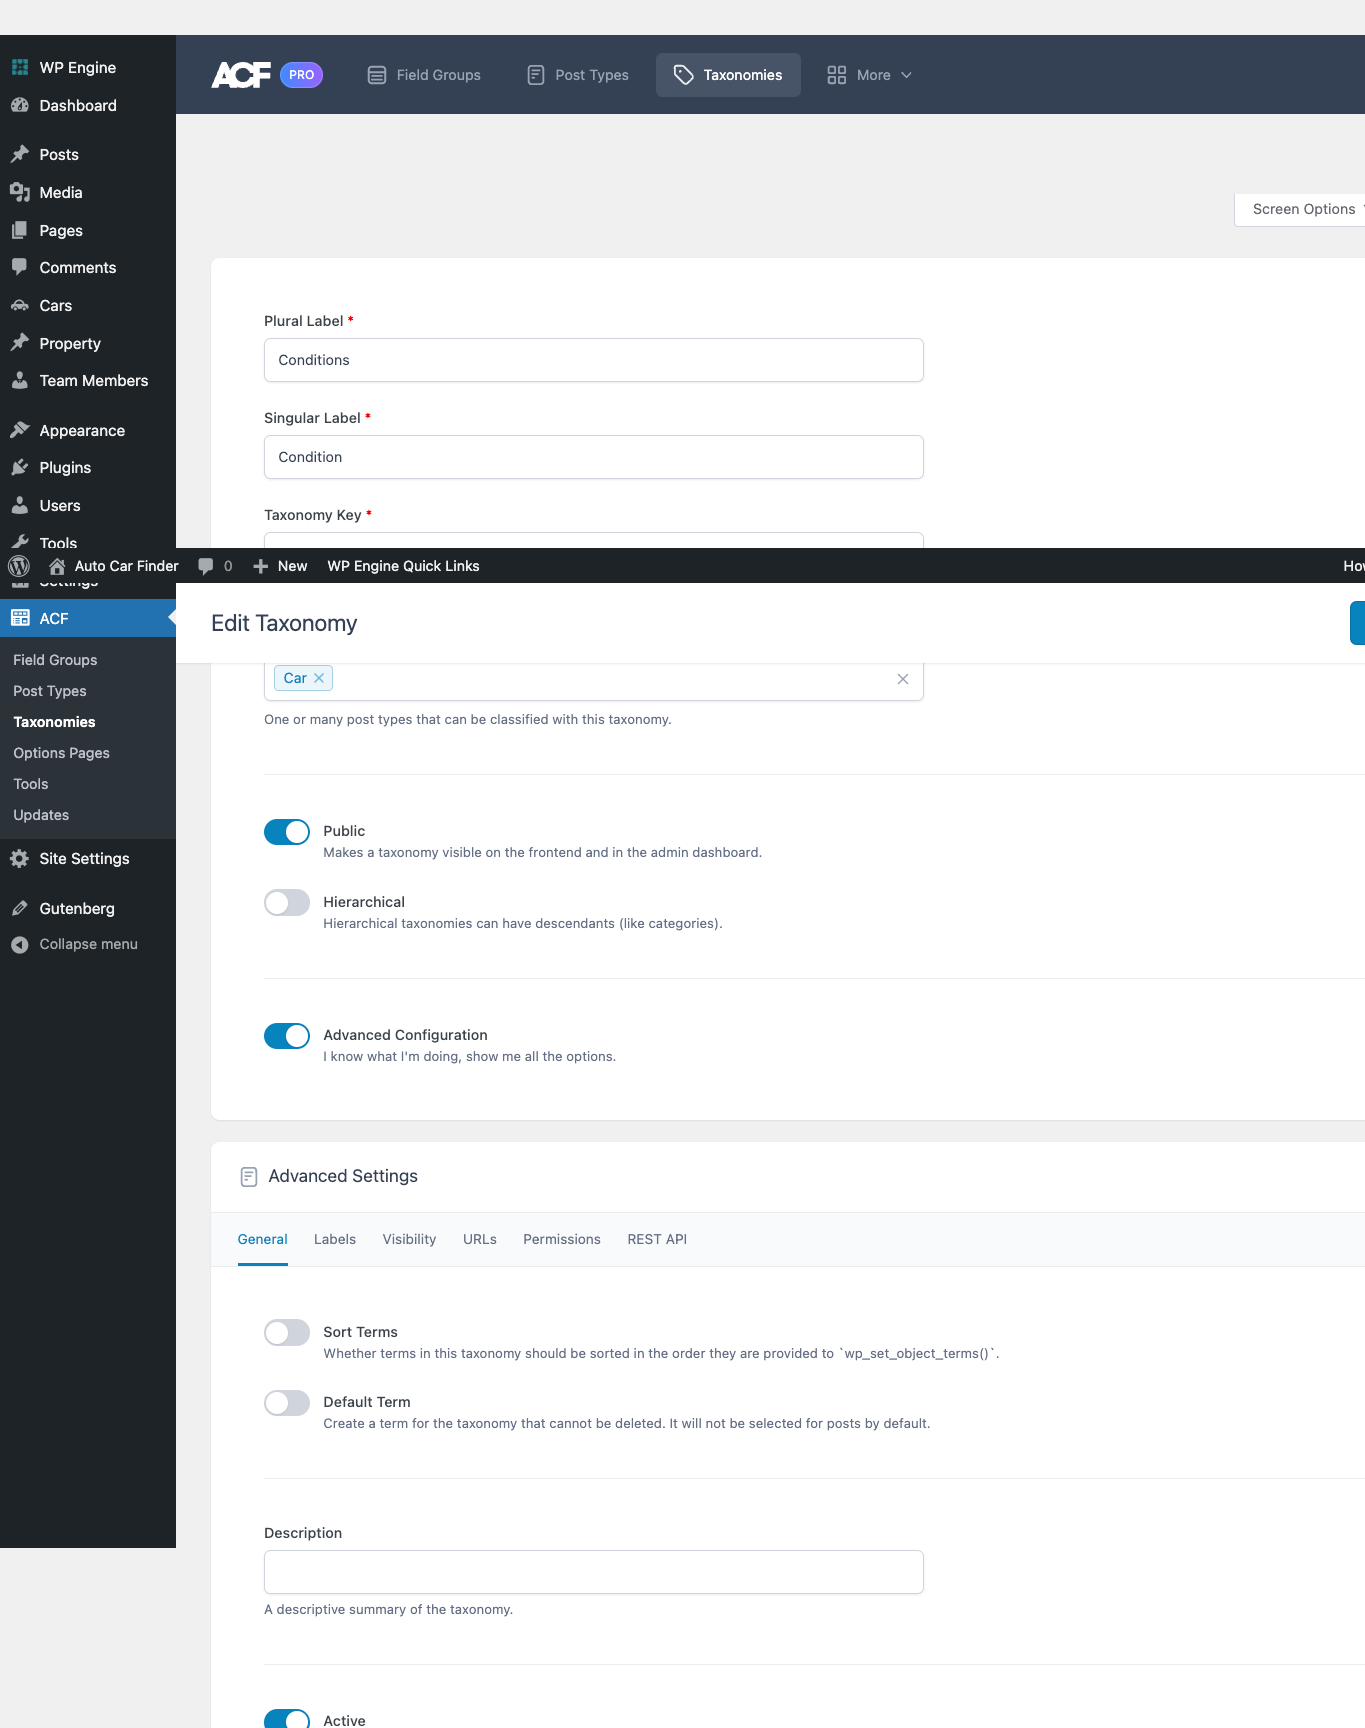 WP Engine
Dashboard
Posts
Media
Pages
Comments
Cars
Property
Team Members
Appearance
Plugins
Users
Tools
Settings
ACF
Field Groups
Post Types
Taxonomies
Options Pages
Tools
Updates
Site Settings
Gutenberg
Collapse menu
ACF PRO Field Groups Post Types Taxonomies More
Screen Options
Plural Label *
Conditions
Singular Label *
Condition
Taxonomy Key *
Auto Car Finder 0 New WP Engine Quick Links
Edit Taxonomy
Car
One or many post types that can be classified with this taxonomy.
Public
Makes a taxonomy visible on the frontend and in the admin dashboard.
Hierarchical
Hierarchical taxonomies can have descendants (like categories).
Advanced Configuration
I know what I'm doing, show me all the options.
Advanced Settings
General Labels Visibility URLs Permissions REST API
Sort Terms
Whether terms in this taxonomy should be sorted in the order they are provided to `wp_set_object_terms()`.
Default Term
Create a term for the taxonomy that cannot be deleted. It will not be selected for posts by default.
Description
A descriptive summary of the taxonomy.
Active